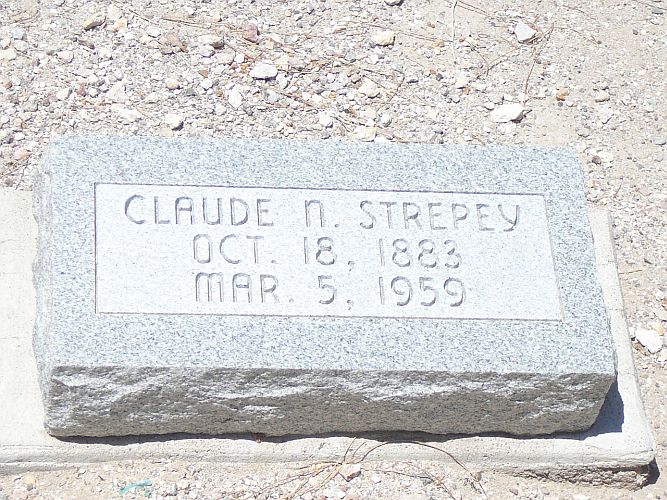 CLAUDE N. STREPEY
OCT. 18, 1883
MAR. 5, 1959